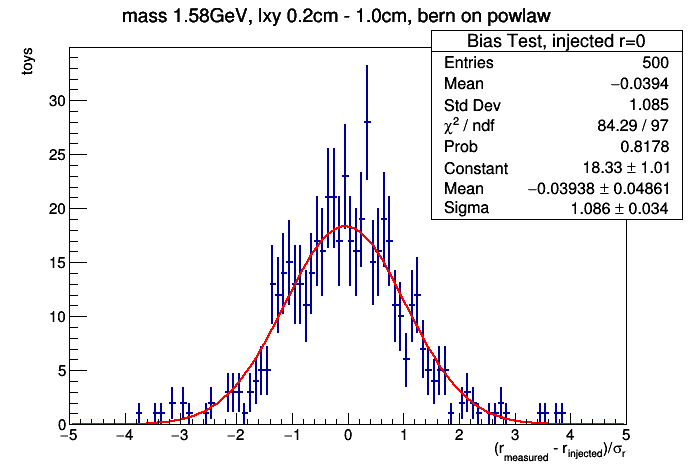 mass 1.58GeV, lxy 0.2cm - 1.0cm, bern on powlaw
toys
Bias Test, injected r=0
Entries 500
Mean −0.0394
Std Dev 1.085
χ² / ndf 84.29 / 97
Prob 0.8178
Constant 18.33 ± 1.01
Mean −0.03938 ± 0.04861
Sigma 1.086 ± 0.034
30
25
20
15
10
5
0
−5 −4 −3 −2 −1 0 1 2 3 4 5
(r_measured - r_injected)/σ_r